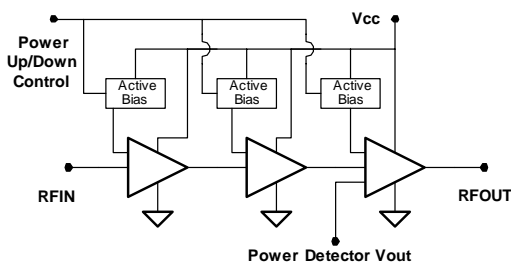 Power
Up/Down
Control
Vcc
Active
Bias
Active
Bias
Active
Bias
RFIN
RFOUT
Power Detector Vout